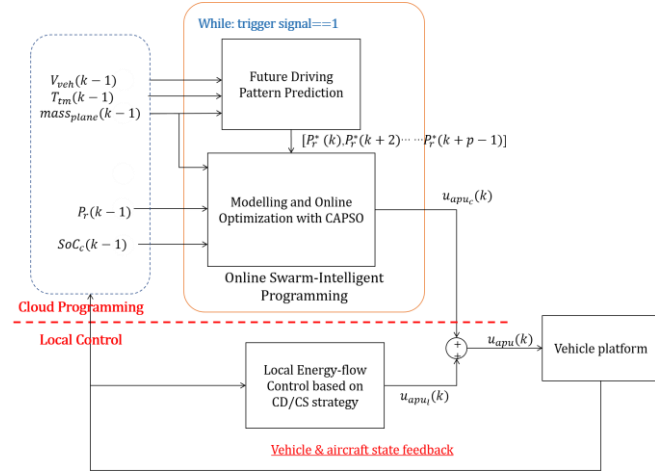 While: trigger signal==1
V_veh(k − 1)
T_tm(k − 1)
mass_plane(k − 1)
Future Driving
Pattern Prediction
[P_r^*(k),P_r^*(k+2)⋯ ⋯P_r^*(k + p − 1)]
P_r(k − 1)
SoC_c(k − 1)
Modelling and Online
Optimization with CAPSO
u_apu_c(k)
Online Swarm-Intelligent
Programming
Cloud Programming
Local Control
Local Energy-flow
Control based on
CD/CS strategy
u_apu_l(k)
+
+
u_apu(k)
Vehicle platform
Vehicle & aircraft state feedback